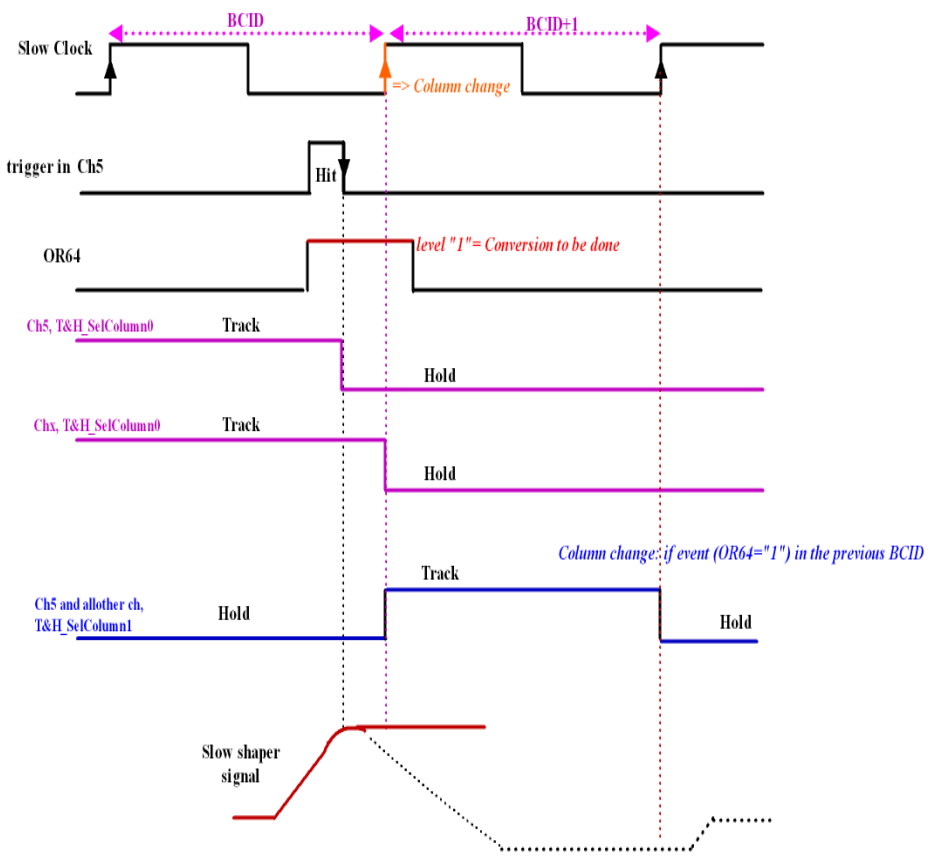 BCID
BCID+1
Slow Clock
=> Column change
trigger in Ch5
Hit
level "1"= Conversion to be done
OR64
Ch5, T&H_SelColumn0
Track
Hold
Chx, T&H_SelColumn0
Track
Hold
Column change: if event (OR64="1") in the previous BCID
Track
Ch5 and allother ch,
T&H_SelColumn1
Hold
Hold
Slow shaper
signal